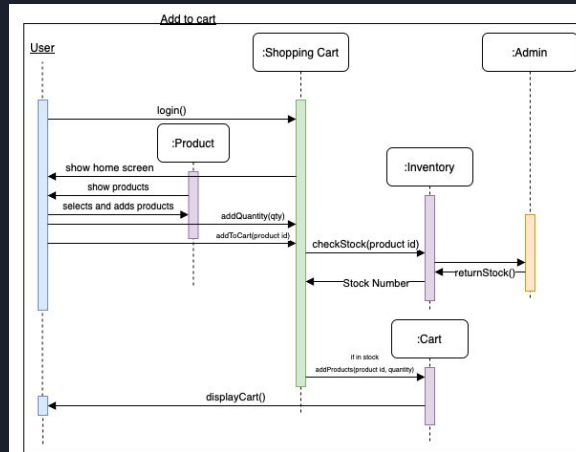 Add to cart
User
:Shopping Cart
:Admin
login()
:Product
show home screen
:Inventory
show products
selects and adds products
addQuantity(qty)
addToCart(product id)
checkStock(product id)
returnStock()
Stock Number
:Cart
if in stock
addProducts(product id, quantity)
displayCart()